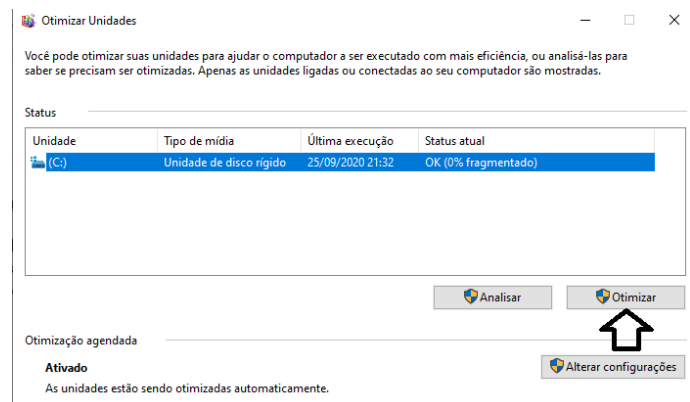 Otimizar Unidades
Você pode otimizar suas unidades para ajudar o computador a ser executado com mais eficiência, ou analisá-las para
saber se precisam ser otimizadas. Apenas as unidades ligadas ou conectadas ao seu computador são mostradas.
Status
Unidade Tipo de mídia Última execução Status atual
(C:) Unidade de disco rígido 25/09/2020 21:32 OK (0% fragmentado)
Analisar Otimizar
Otimização agendada
Ativado Alterar configurações
As unidades estão sendo otimizadas automaticamente.